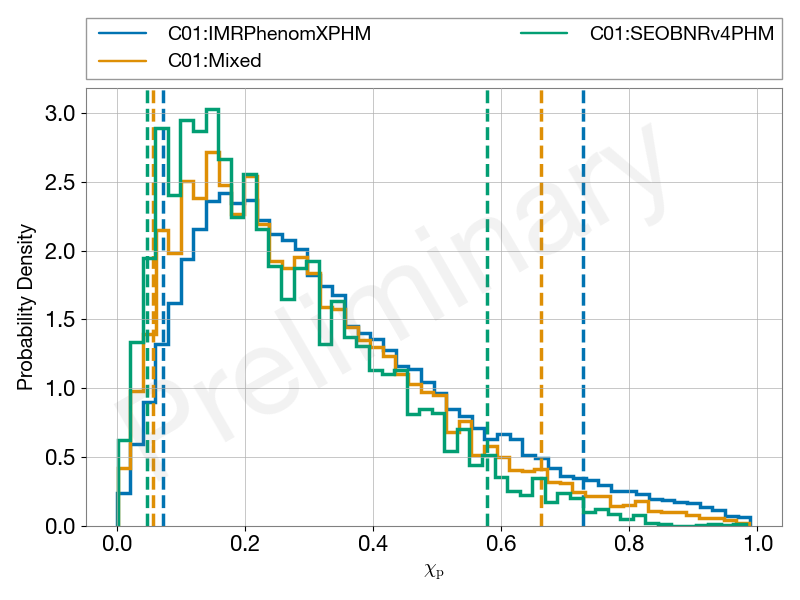 C01:IMRPhenomXPHM
C01:SEOBNRv4PHM
C01:Mixed
Preliminary
Probability Density
3.0
2.5
2.0
1.5
1.0
0.5
0.0
0.0 0.2 0.4 0.6 0.8 1.0
χp